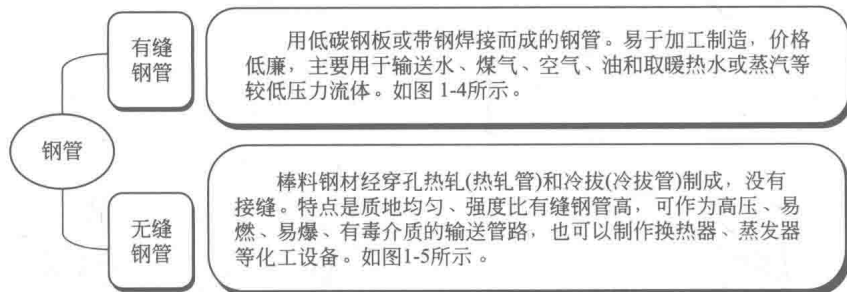 有缝
钢管
用低碳钢板或带钢焊接而成的钢管。易于加工制造，价格
低廉，主要用于输送水、煤气、空气、油和取暖热水或蒸汽等
较低压力流体。如图 1-4所示。
钢管
无缝
钢管
棒料钢材经穿孔热轧(热轧管)和冷拔(冷拔管)制成，没有
接缝。特点是质地均匀、强度比有缝钢管高，可作为高压、易
燃、易爆、有毒介质的输送管路，也可以制作换热器、蒸发器
等化工设备。如图1-5所示。